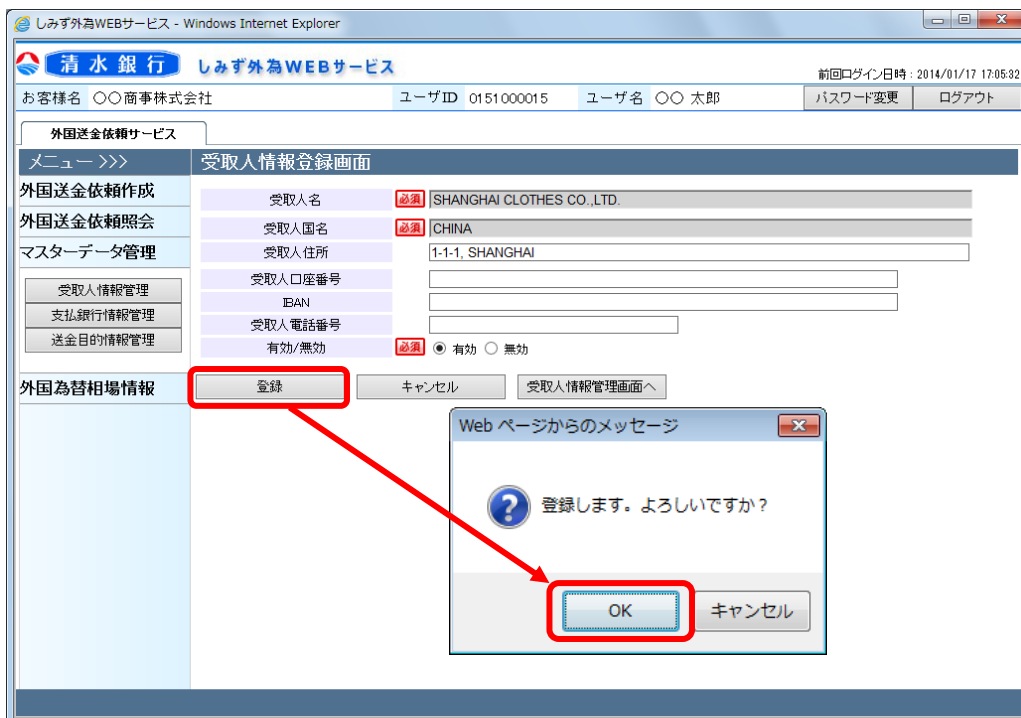 しみず外為WEBサービス - Windows Internet Explorer
清水銀行 しみず外為WEBサービス
前回ログイン日時：2014/01/17 17:05:32
お客様名 〇〇商事株式会社 ユーザID 0151000015 ユーザ名 〇〇 太郎 パスワード変更 ログアウト
外国送金依頼サービス
メニュー >>> 受取人情報登録画面
外国送金依頼作成
外国送金依頼照会
マスターデータ管理
受取人情報管理
支払銀行情報管理
送金目的情報管理
外国為替相場情報
受取人名 必須 SHANGHAI CLOTHES CO.,LTD.
受取人国名 必須 CHINA
受取人住所 1-1-1, SHANGHAI
受取人口座番号
IBAN
受取人電話番号
有効/無効 必須 有効 無効
登録 キャンセル 受取人情報管理画面へ
Web ページからのメッセージ
登録します。よろしいですか？
OK キャンセル